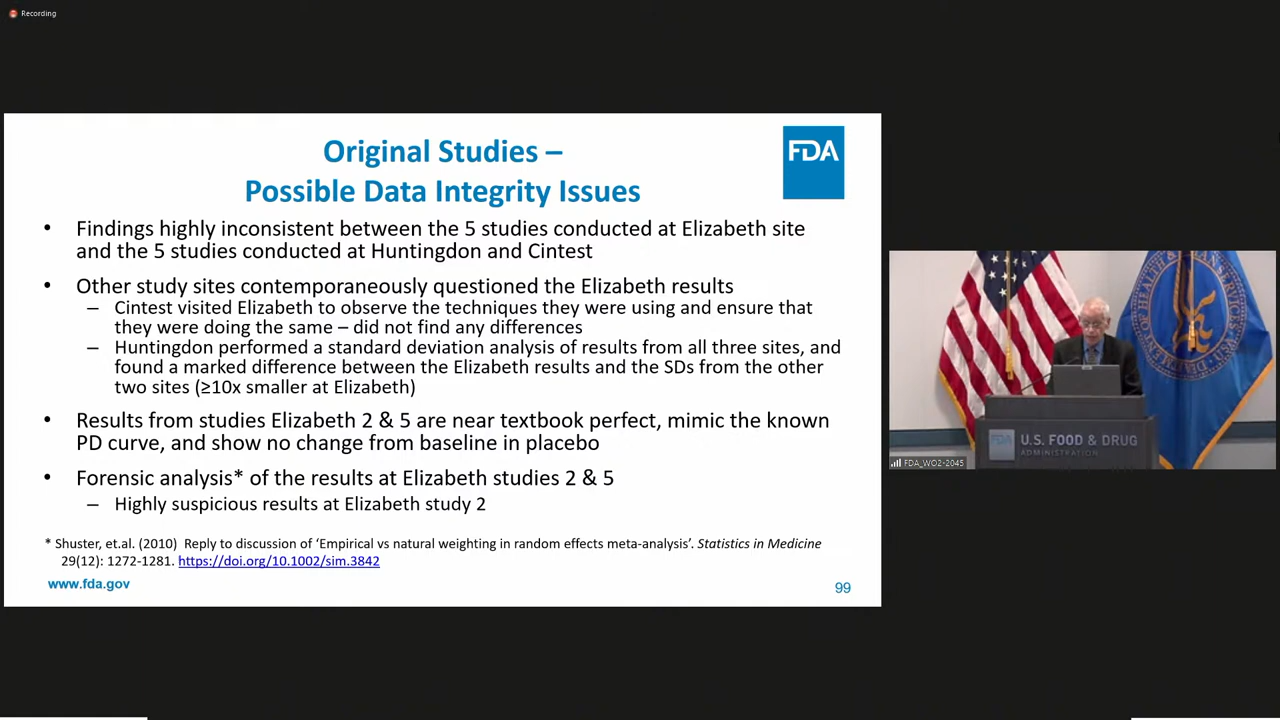 Recording
Original Studies –
Possible Data Integrity Issues
FDA
• Findings highly inconsistent between the 5 studies conducted at Elizabeth site
and the 5 studies conducted at Huntingdon and Cintest
• Other study sites contemporaneously questioned the Elizabeth results
– Cintest visited Elizabeth to observe the techniques they were using and ensure that
they were doing the same – did not find any differences
– Huntingdon performed a standard deviation analysis of results from all three sites, and
found a marked difference between the Elizabeth results and the SDs from the other
two sites (≥10x smaller at Elizabeth)
• Results from studies Elizabeth 2 & 5 are near textbook perfect, mimic the known
PD curve, and show no change from baseline in placebo
• Forensic analysis* of the results at Elizabeth studies 2 & 5
– Highly suspicious results at Elizabeth study 2
* Shuster, et.al. (2010) Reply to discussion of ‘Empirical vs natural weighting in random effects meta-analysis’. Statistics in Medicine
29(12): 1272-1281. https://doi.org/10.1002/sim.3842
www.fda.gov
99
FDA
U.S. FOOD & DRUG
ADMINISTRATION
FDA_WO2-2045